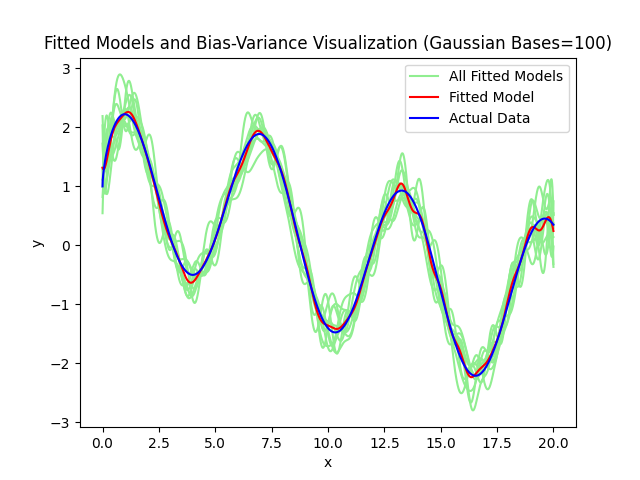 Fitted Models and Bias-Variance Visualization (Gaussian Bases=100)
All Fitted Models
Fitted Model
Actual Data
3
2
1
0
−1
−2
−3
y
0.0 2.5 5.0 7.5 10.0 12.5 15.0 17.5 20.0
x